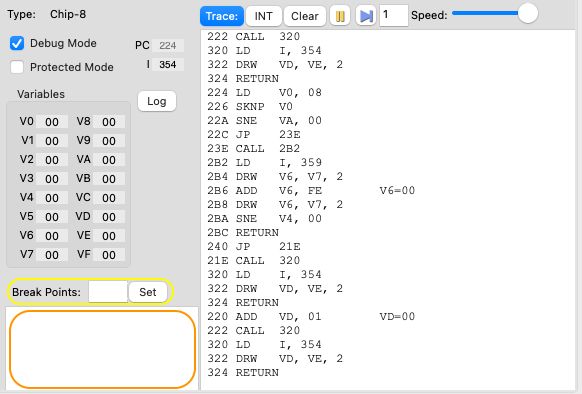 Type: Chip-8
Trace: INT Clear 1 Speed:
Debug Mode PC 224
Protected Mode I 354
Variables Log
V0 00 V8 00
V1 00 V9 00
V2 00 VA 00
V3 00 VB 00
V4 00 VC 00
V5 00 VD 00
V6 00 VE 00
V7 00 VF 00
Break Points: Set
222 CALL 320
320 LD I, 354
322 DRW VD, VE, 2
324 RETURN
224 LD V0, 08
226 SKNP V0
22A SNE VA, 00
22C JP 23E
23E CALL 2B2
2B2 LD I, 359
2B4 DRW V6, V7, 2
2B6 ADD V6, FE V6=00
2B8 DRW V6, V7, 2
2BA SNE V4, 00
2BC RETURN
240 JP 21E
21E CALL 320
320 LD I, 354
322 DRW VD, VE, 2
324 RETURN
220 ADD VD, 01 VD=00
222 CALL 320
320 LD I, 354
322 DRW VD, VE, 2
324 RETURN